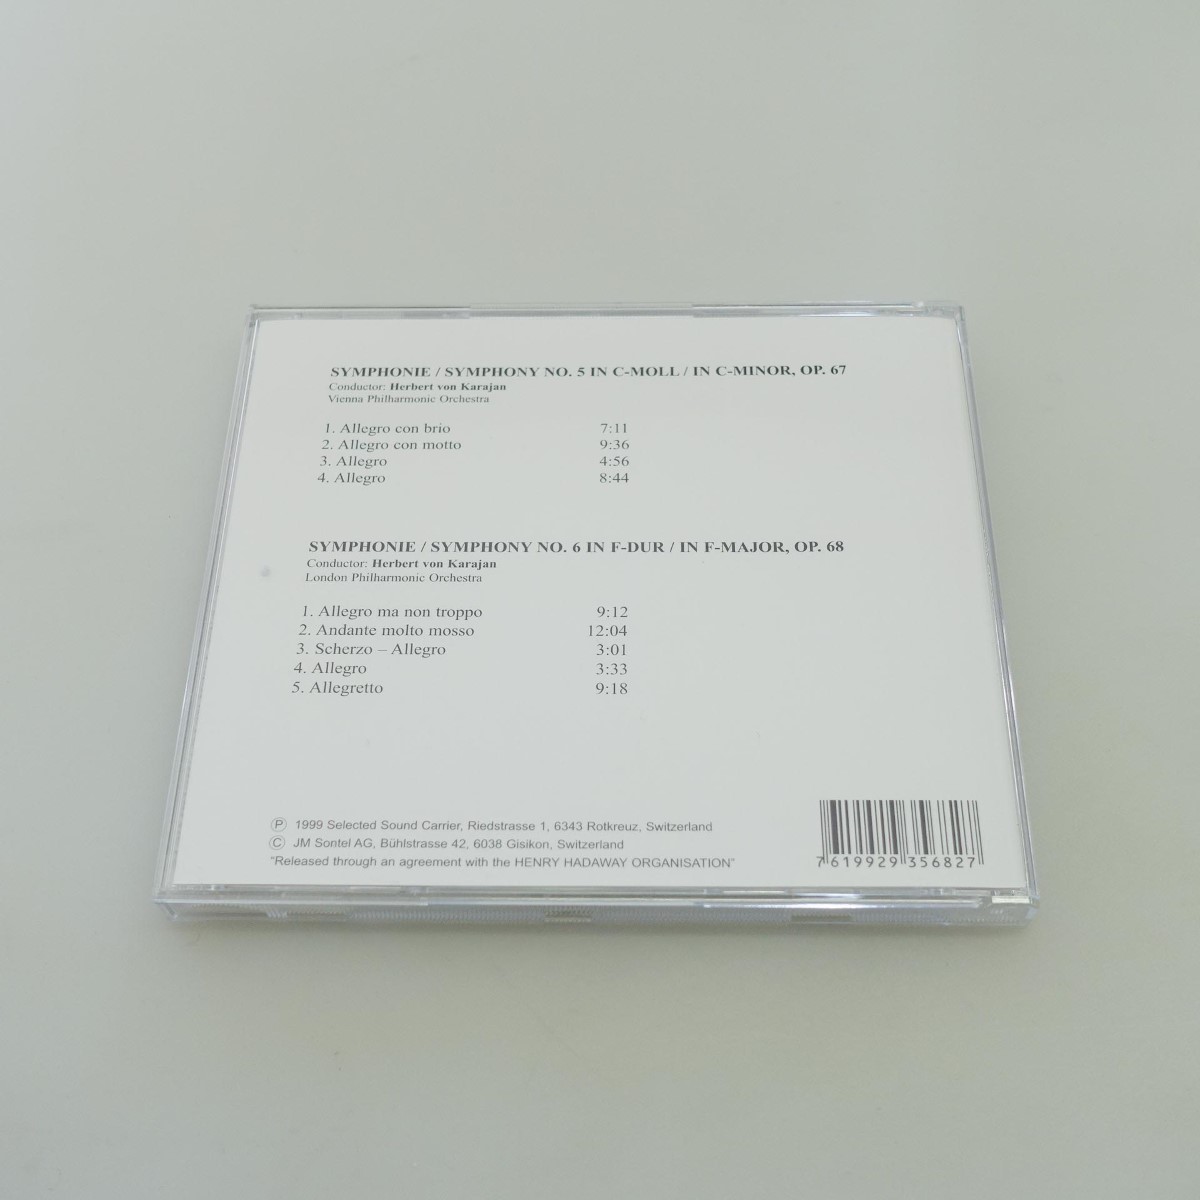 SYMPHONIE / SYMPHONY NO. 5 IN C-MOLL / IN C-MINOR, OP. 67
Conductor: Herbert von Karajan
Vienna Philharmonic Orchestra
1. Allegro con brio 7:11
2. Allegro con motto 9:36
3. Allegro 4:56
4. Allegro 8:44
SYMPHONIE / SYMPHONY NO. 6 IN F-DUR / IN F-MAJOR, OP. 68
Conductor: Herbert von Karajan
London Philharmonic Orchestra
1. Allegro ma non troppo 9:12
2. Andante molto mosso 12:04
3. Scherzo – Allegro 3:01
4. Allegro 3:33
5. Allegretto 9:18
Ⓟ 1999 Selected Sound Carrier, Riedstrasse 1, 6343 Rotkreuz, Switzerland
© JM Sontel AG, Bühlstrasse 42, 6038 Gisikon, Switzerland
"Released through an agreement with the HENRY HADAWAY ORGANISATION"
7 619929 356827